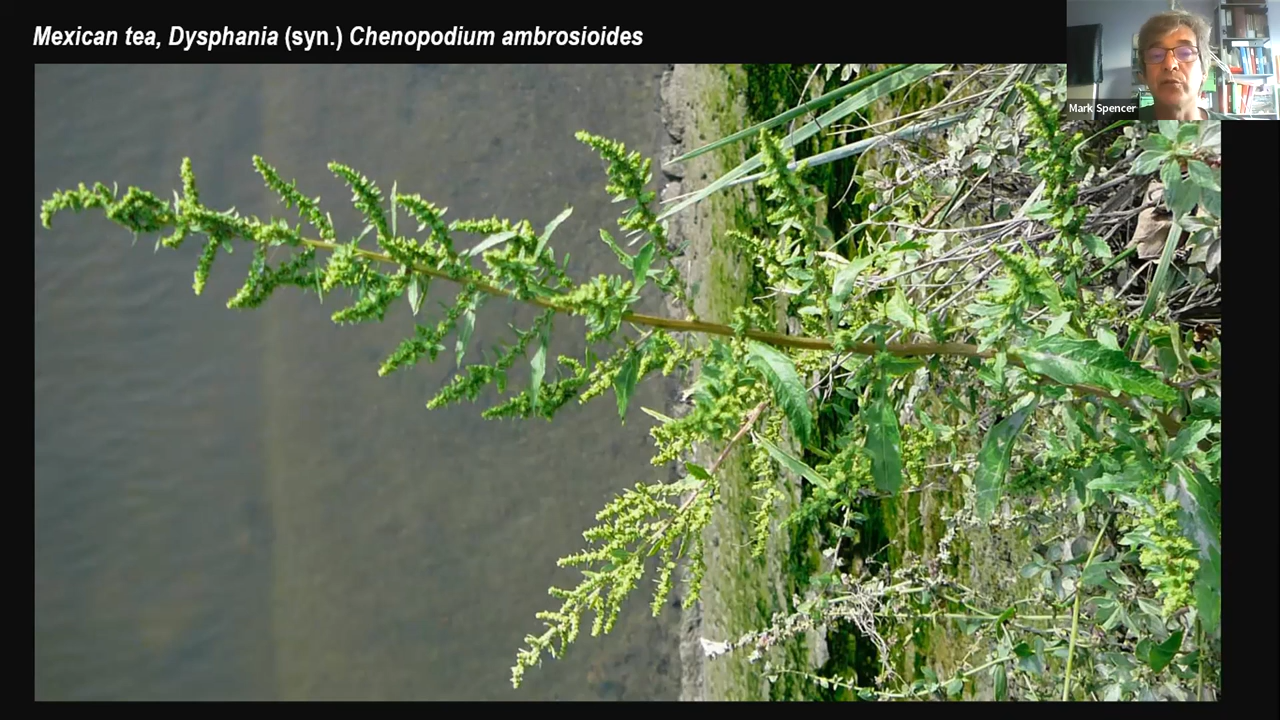 Mexican tea, Dysphania (syn.) Chenopodium ambrosioides
Mark Spencer